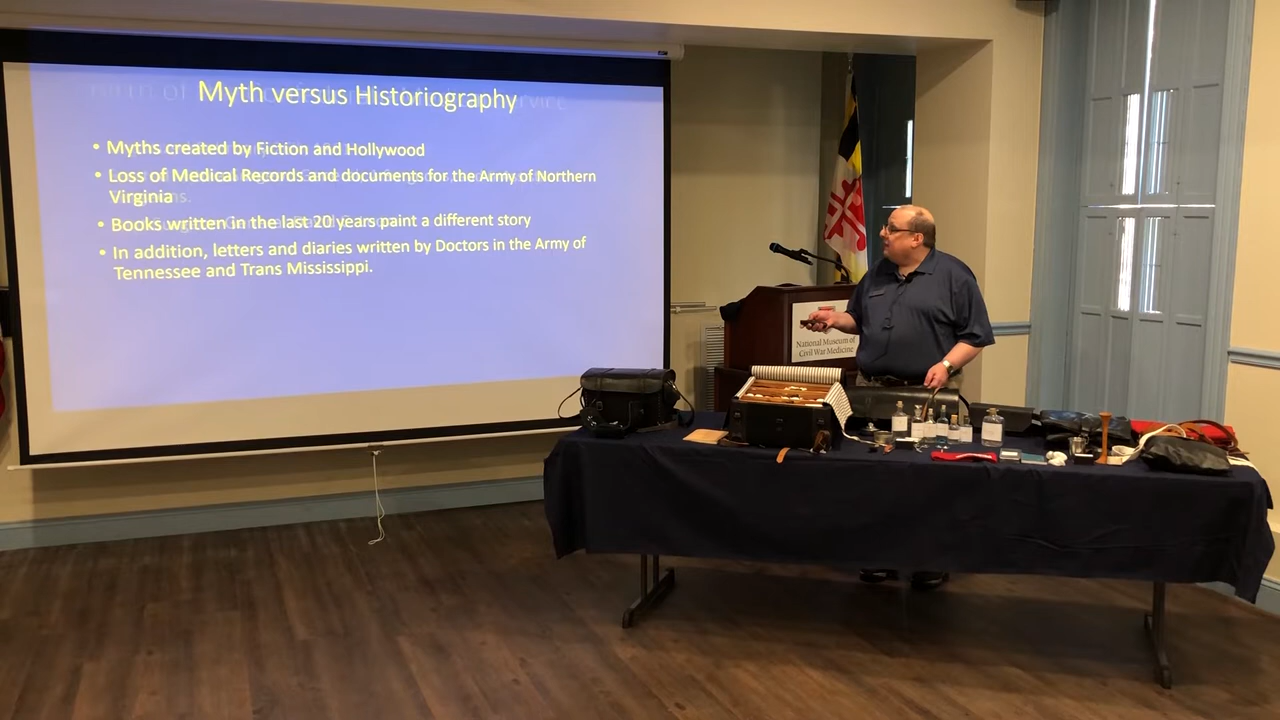 Myth versus Historiography
• Myths created by Fiction and Hollywood
• Loss of Medical Records and documents for the Army of Northern
Virginia
• Books written in the last 20 years paint a different story
• In addition, letters and diaries written by Doctors in the Army of
Tennessee and Trans Mississippi.
National Museum of
Civil War Medicine